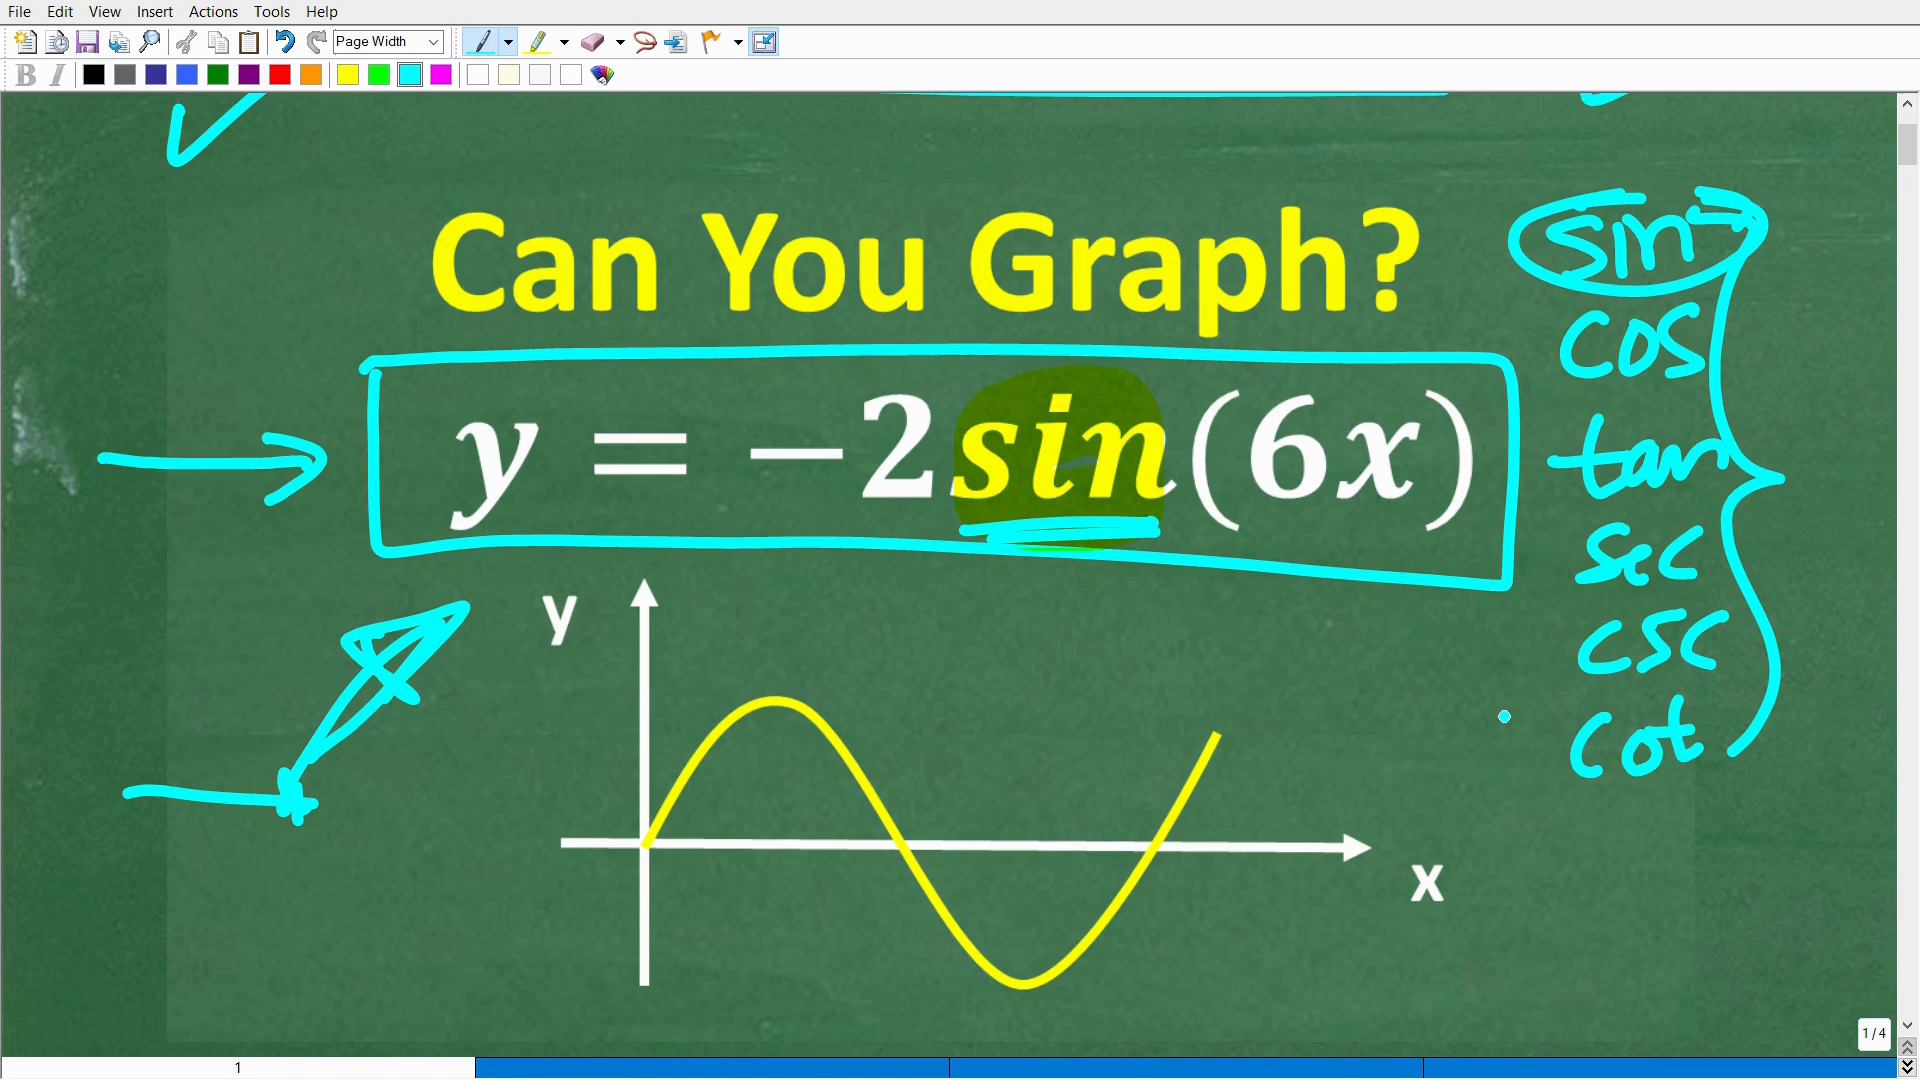 File Edit View Insert Actions Tools Help
Page Width
B I
Can You Graph?
y = −2sin(6x)
sin
cos
tan
sec
csc
cot
y
x
1 / 4
1